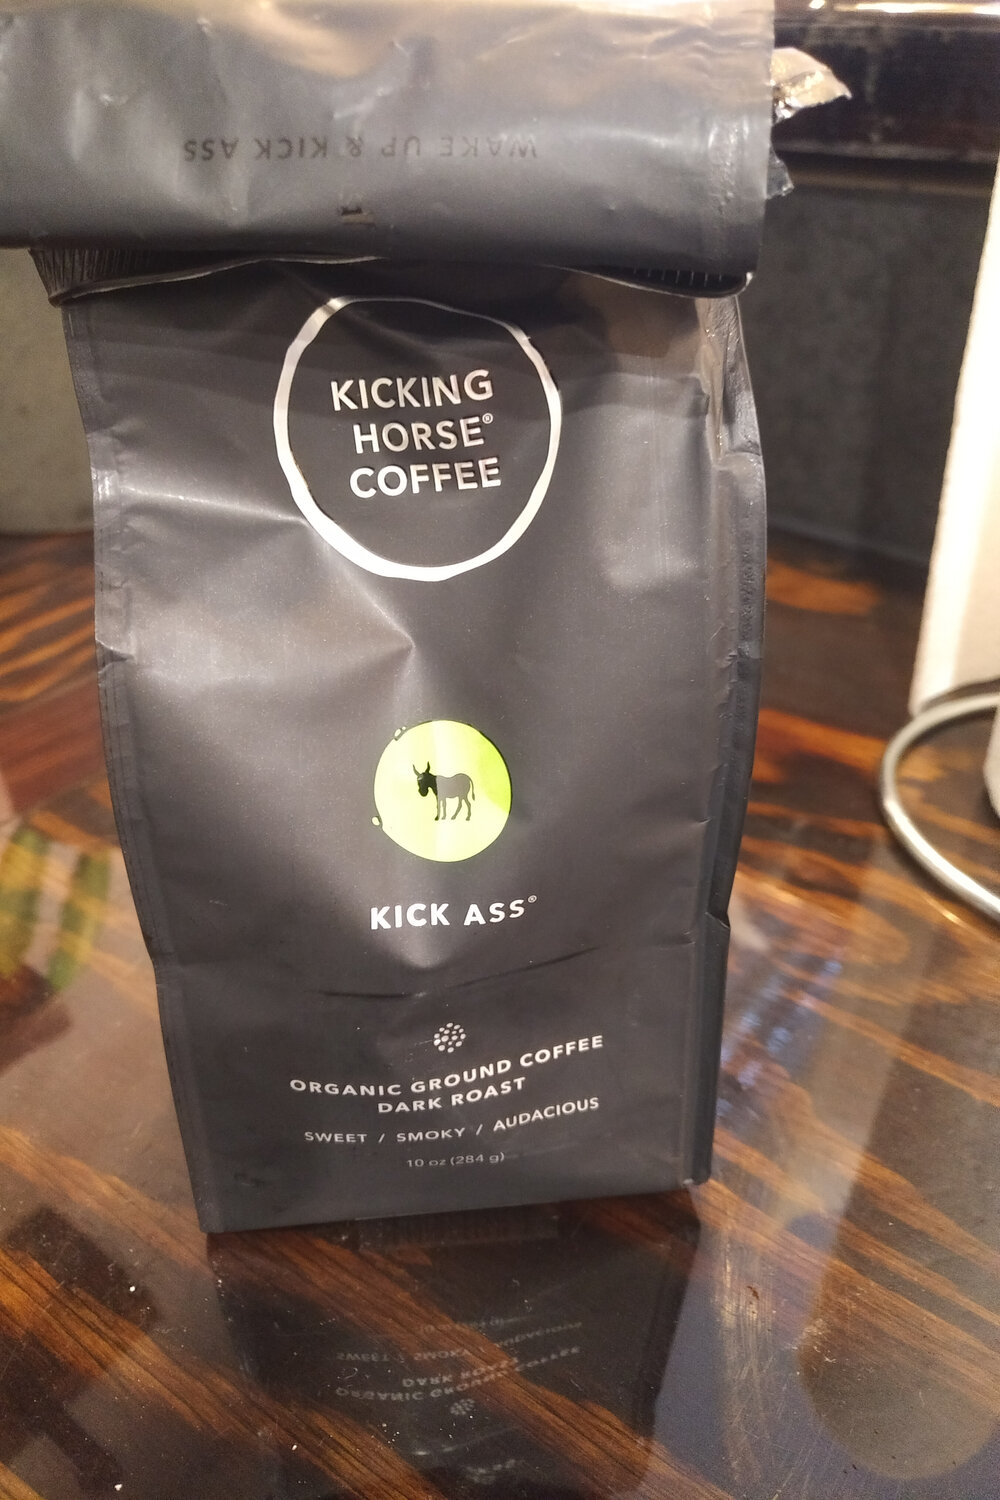 WAKE UP & KICK ASS
KICKING
HORSE®
COFFEE
KICK ASS®
ORGANIC GROUND COFFEE
DARK ROAST
SWEET / SMOKY / AUDACIOUS
10 oz (284 g)